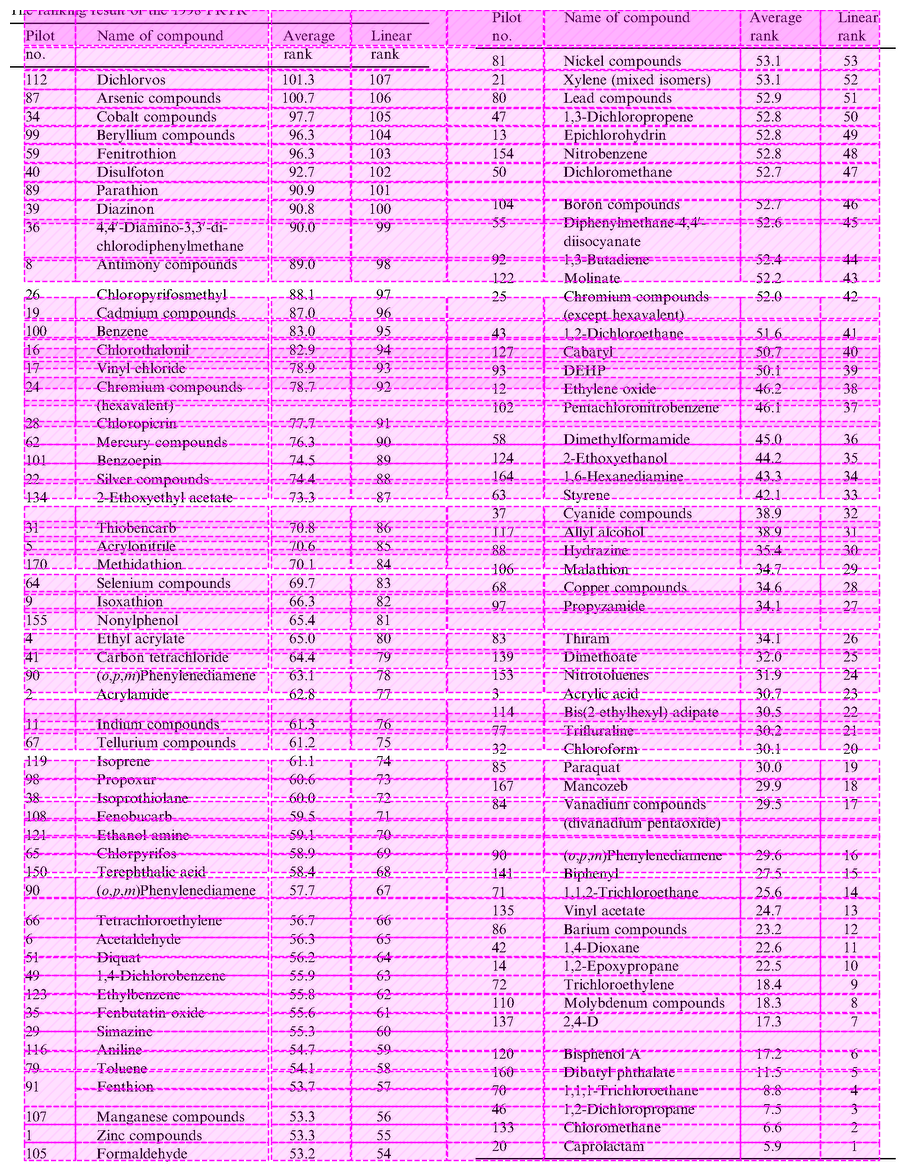 The ranking result of the 1998 PRTR
Pilot no. Name of compound Average rank Linear rank
112 Dichlorvos 101.3 107
87 Arsenic compounds 100.7 106
34 Cobalt compounds 97.7 105
99 Beryllium compounds 96.3 104
59 Fenitrothion 96.3 103
40 Disulfoton 92.7 102
89 Parathion 90.9 101
39 Diazinon 90.8 100
36 4,4′-Diamino-3,3′-di- 90.0 99
chlorodiphenylmethane
8 Antimony compounds 89.0 98
26 Chloropyrifosmethyl 88.1 97
19 Cadmium compounds 87.0 96
100 Benzene 83.0 95
16 Chlorothalonil 82.9 94
17 Vinyl chloride 78.9 93
24 Chromium compounds 78.7 92
(hexavalent)
28 Chloropicrin 77.7 91
62 Mercury compounds 76.3 90
101 Benzoepin 74.5 89
22 Silver compounds 74.4 88
134 2-Ethoxyethyl acetate 73.3 87
31 Thiobencarb 70.8 86
5 Acrylonitrile 70.6 85
170 Methidathion 70.1 84
64 Selenium compounds 69.7 83
9 Isoxathion 66.3 82
155 Nonylphenol 65.4 81
4 Ethyl acrylate 65.0 80
41 Carbon tetrachloride 64.4 79
90 (o,p,m)Phenylenediamene 63.1 78
2 Acrylamide 62.8 77
11 Indium compounds 61.3 76
67 Tellurium compounds 61.2 75
119 Isoprene 61.1 74
98 Propoxur 60.6 73
38 Isoprothiolane 60.0 72
108 Fenobucarb 59.5 71
121 Ethanol amine 59.1 70
65 Chlorpyrifos 58.9 69
150 Terephthalic acid 58.4 68
90 (o,p,m)Phenylediamene 57.7 67
66 Tetrachloroethylene 56.7 66
6 Acetaldehyde 56.3 65
51 Diquat 56.2 64
49 1,4-Dichlorobenzene 55.9 63
123 Ethylbenzene 55.8 62
35 Fenbutatin oxide 55.6 61
29 Simazine 55.3 60
116 Aniline 54.7 59
79 Toluene 54.1 58
91 Fenthion 53.7 57
107 Manganese compounds 53.3 56
1 Zinc compounds 53.3 55
105 Formaldehyde 53.2 54
Pilot no. Name of compound Average rank Linear rank
81 Nickel compounds 53.1 53
21 Xylene (mixed isomers) 53.1 52
80 Lead compounds 52.9 51
47 1,3-Dichloropropene 52.8 50
13 Epichlorohydrin 52.8 49
154 Nitrobenzene 52.8 48
50 Dichloromethane 52.7 47
104 Boron compounds 52.7 46
55 Diphenylmethane-4,4′- 52.6 45
diisocyanate
92 1,3-Butadiene 52.4 44
122 Molinate 52.2 43
25 Chromium compounds 52.0 42
(except hexavalent)
43 1,2-Dichloroethane 51.6 41
127 Cabaryl 50.7 40
93 DEHP 50.1 39
12 Ethylene oxide 46.2 38
102 Pentachloronitrobenzene 46.1 37
58 Dimethylformamide 45.0 36
124 2-Ethoxyethanol 44.2 35
164 1,6-Hexanediamine 43.3 34
63 Styrene 42.1 33
37 Cyanide compounds 38.9 32
117 Allyl alcohol 38.9 31
88 Hydrazine 35.4 30
106 Malathion 34.7 29
68 Copper compounds 34.6 28
97 Propyzamide 34.1 27
83 Thiram 34.1 26
139 Dimethoate 32.0 25
153 Nitrotoluenes 31.9 24
3 Acrylic acid 30.7 23
114 Bis(2-ethylhexyl) adipate 30.5 22
77 Trifluraline 30.2 21
32 Chloroform 30.1 20
85 Paraquat 30.0 19
167 Mancozeb 29.9 18
84 Vanadium compounds 29.5 17
(divanadium pentaoxide)
90 (o,p,m)Phenylenediamene 29.6 16
141 Biphenyl 27.5 15
71 1,1,2-Trichloroethane 25.6 14
135 Vinyl acetate 24.7 13
86 Barium compounds 23.2 12
42 1,4-Dioxane 22.6 11
14 1,2-Epoxypropane 22.5 10
72 Trichloroethylene 18.4 9
110 Molybdenum compounds 18.3 8
137 2,4-D 17.3 7
120 Bisphenol A 17.2 6
160 Dibutyl phthalate 11.5 5
70 1,1,1-Trichloroethane 8.8 4
46 1,2-Dichloropropane 7.5 3
133 Chloromethane 6.6 2
20 Caprolactam 5.9 1